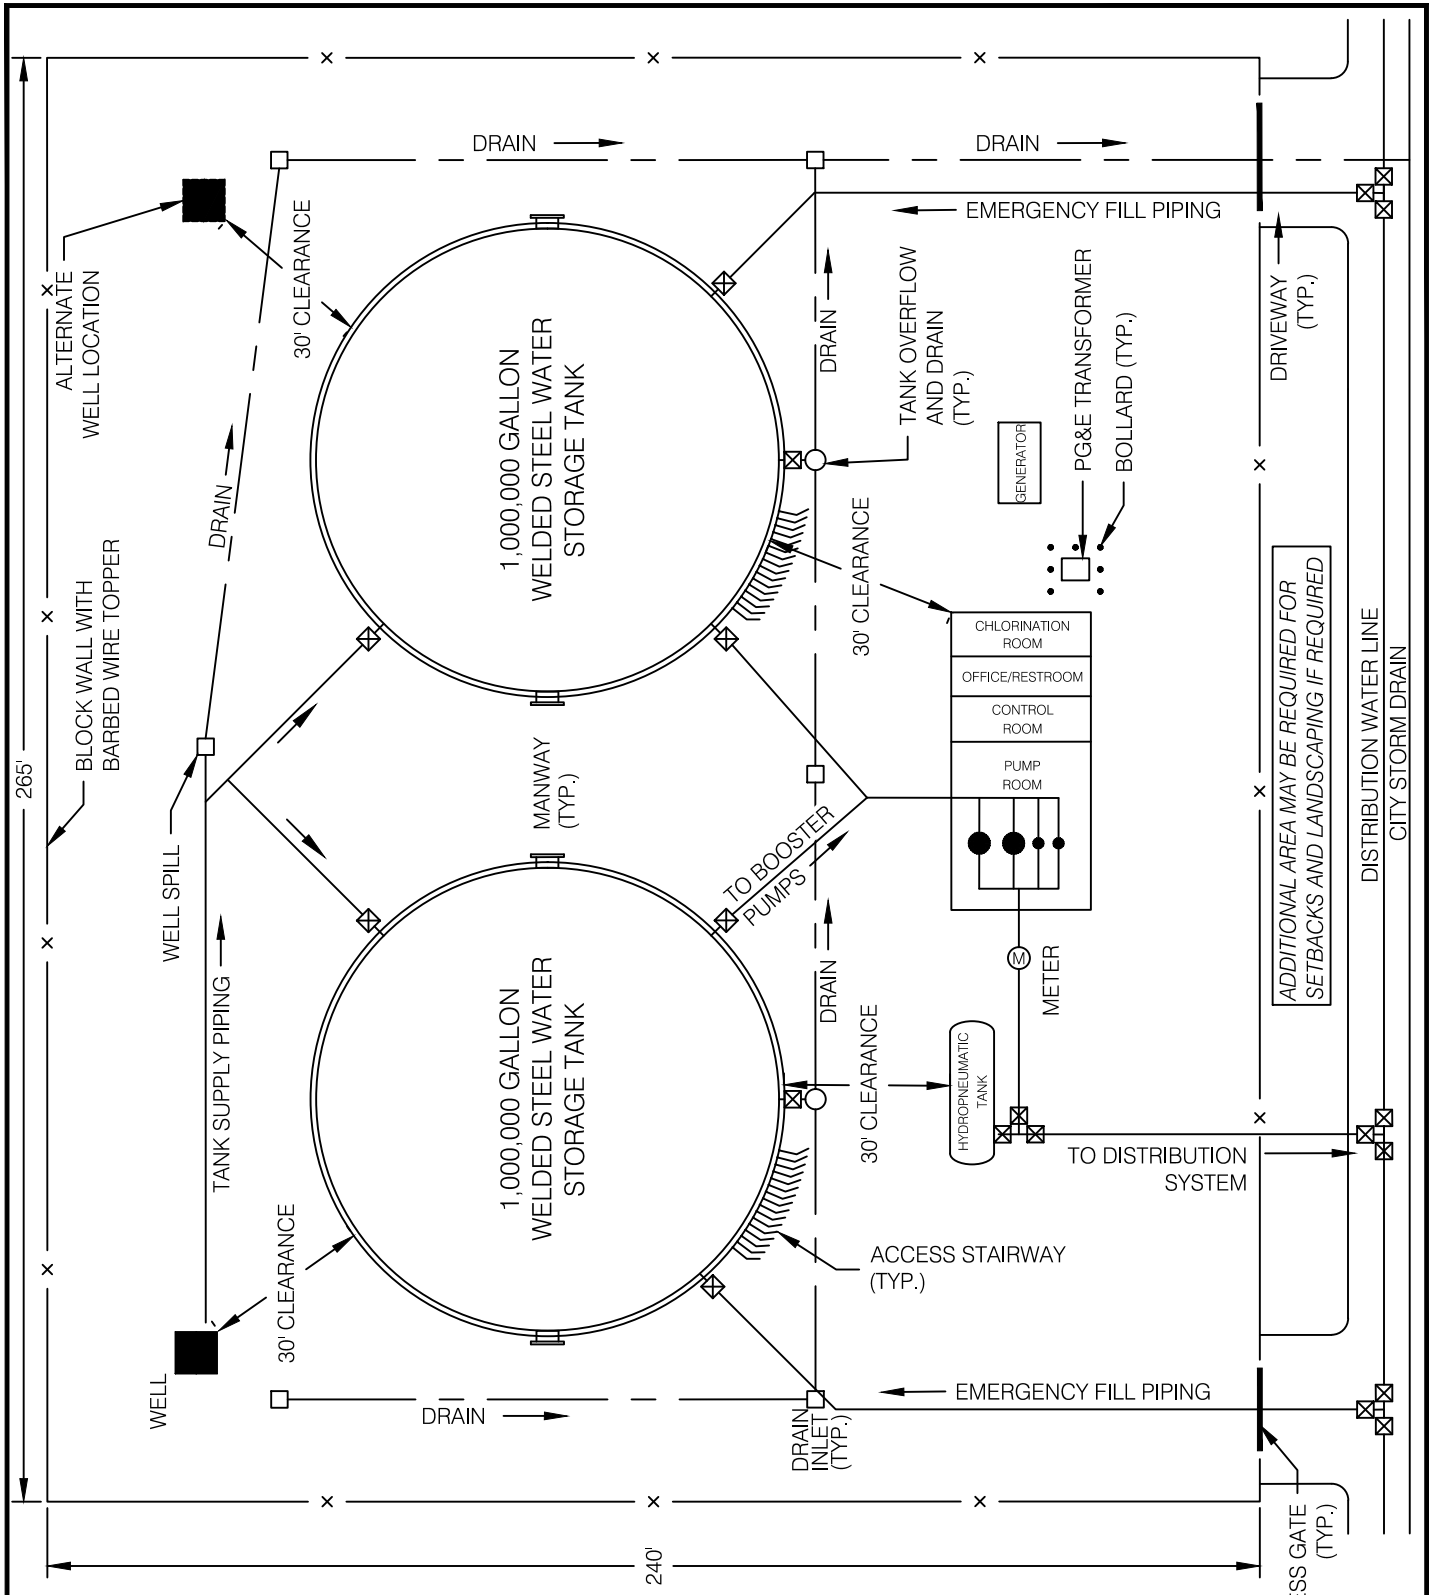 DRAIN
DRAIN
EMERGENCY FILL PIPING
ALTERNATE
WELL LOCATION
30' CLEARANCE
1,000,000 GALLON
WELDED STEEL WATER
STORAGE TANK
DRAIN
TANK OVERFLOW
AND DRAIN
(TYP.)
PG&E TRANSFORMER
BOLLARD (TYP.)
DRIVEWAY
(TYP.)
GENERATOR
DRAIN
30' CLEARANCE
BLOCK WALL WITH
BARBED WIRE TOPPER
265'
CHLORINATION
ROOM
OFFICE/RESTROOM
CONTROL
ROOM
PUMP
ROOM
ADDITIONAL AREA MAY BE REQUIRED FOR
SETBACKS AND LANDSCAPING IF REQUIRED
DISTRIBUTION WATER LINE
CITY STORM DRAIN
MANWAY
(TYP.)
WELL SPILL
TO BOOSTER
PUMPS
TANK SUPPLY PIPING
DRAIN
M
METER
1,000,000 GALLON
WELDED STEEL WATER
STORAGE TANK
30' CLEARANCE
HYDROPNEUMATIC
TANK
TO DISTRIBUTION
SYSTEM
30' CLEARANCE
ACCESS STAIRWAY
(TYP.)
WELL
DRAIN
DRAIN
INLET
(TYP.)
EMERGENCY FILL PIPING
240'
ESS GATE
(TYP.)